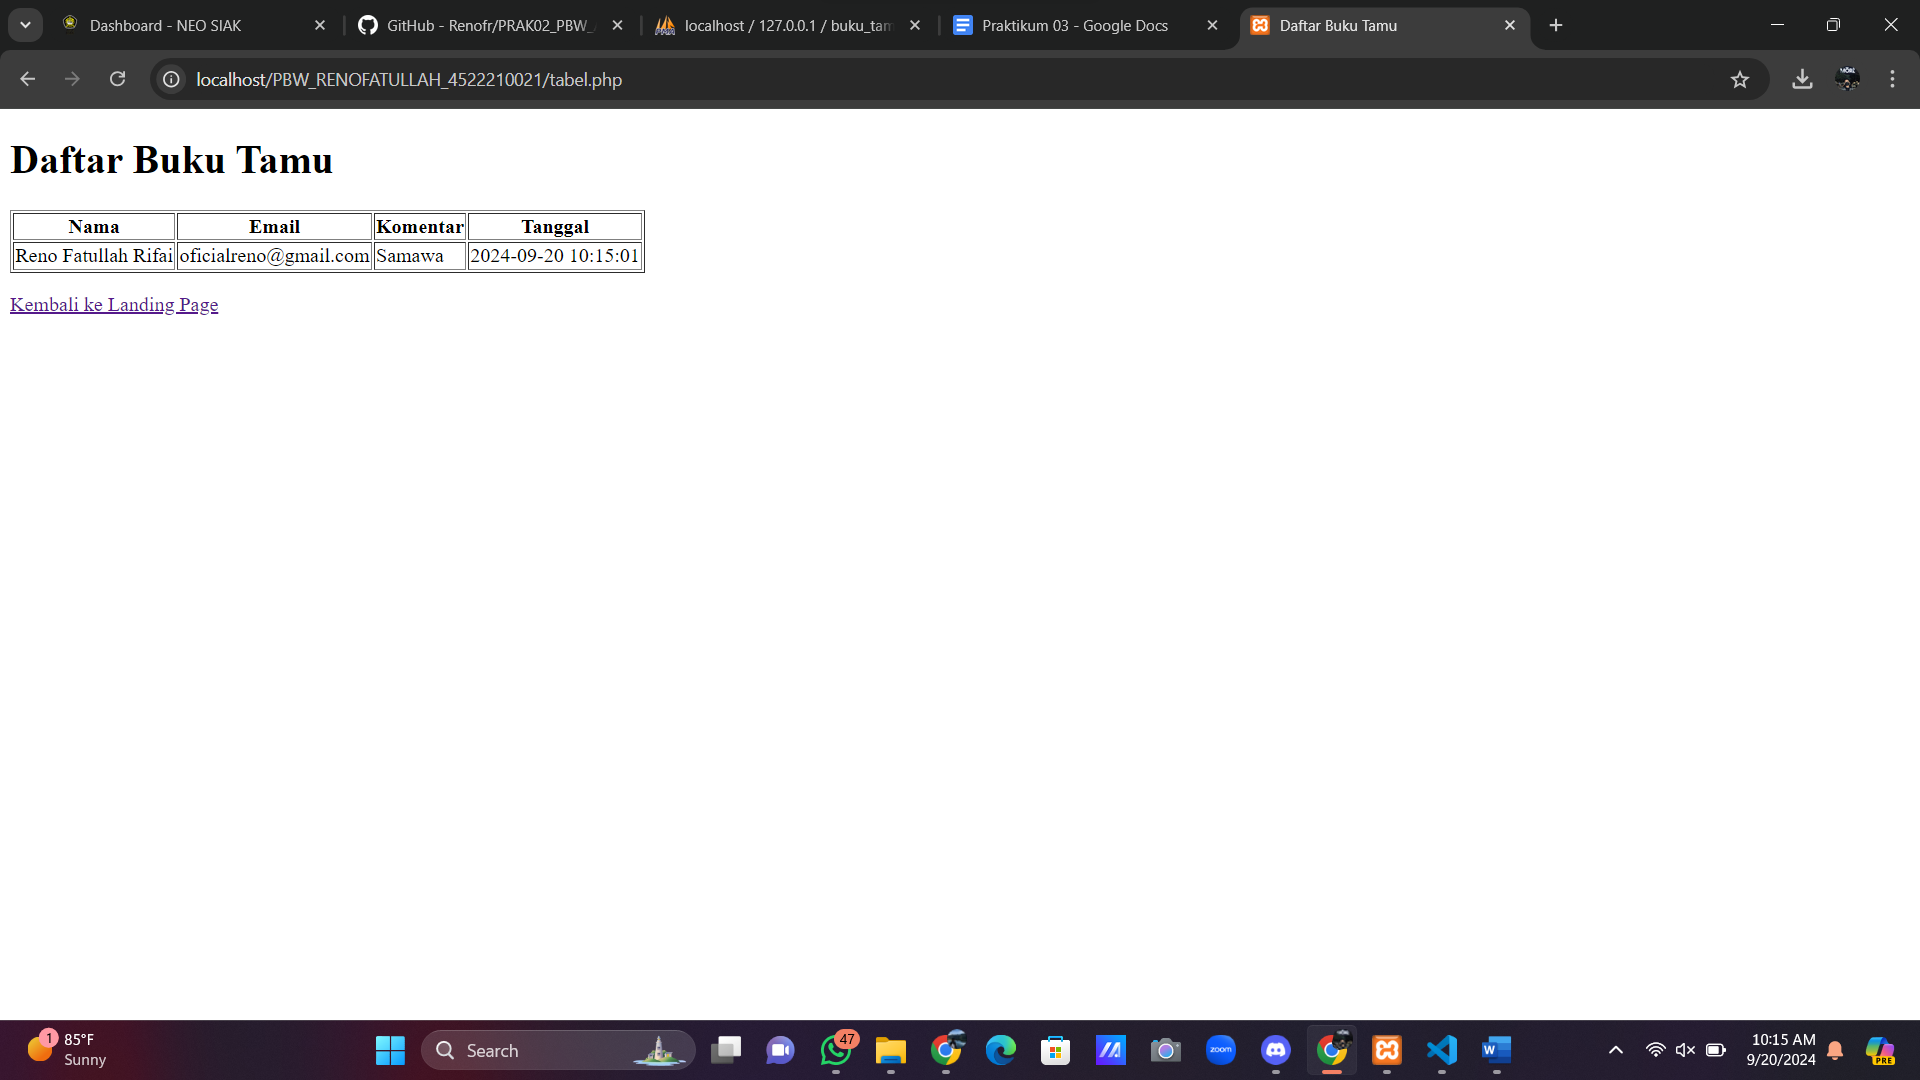 Dashboard - NEO SIAK
GitHub - Renofr/PRAK02_PBW_
localhost / 127.0.0.1 / buku_tam
Praktikum 03 - Google Docs
Daftar Buku Tamu
localhost/PBW_RENOFATULLAH_4522210021/tabel.php
Daftar Buku Tamu
Nama Email Komentar Tanggal
Reno Fatullah Rifai oficialreno@gmail.com Samawa 2024-09-20 10:15:01
Kembali ke Landing Page
1
85°F
Sunny
Search
47
zoom
W
10:15 AM
9/20/2024
PRE